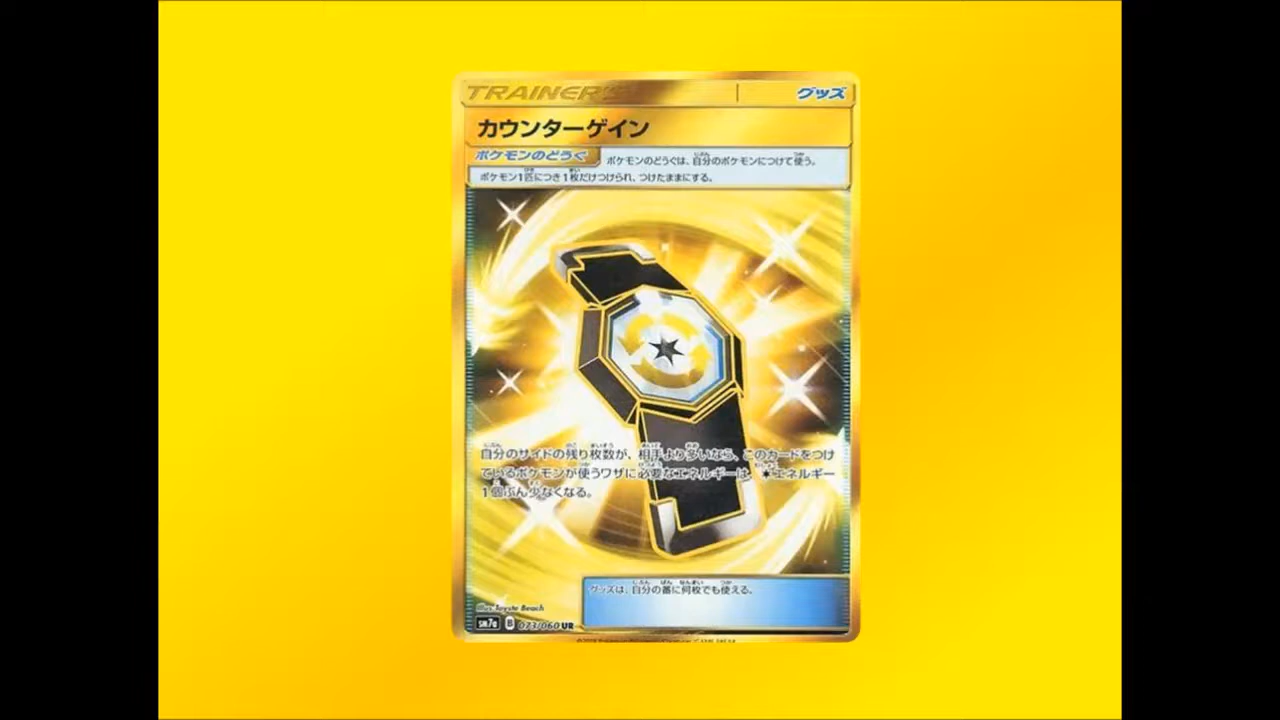 TRAINERS グッズ
カウンターゲイン
ポケモンのどうぐ ポケモンのどうぐは、自分のポケモンにつけて使う。
ポケモン1匹につき1枚だけつけられ、つけたままにする。
自分のサイドの残り枚数が、相手より多いなら、このカードをつけ
ているポケモンが使うワザに必要なエネルギーは、エネルギー
1個ぶん少なくなる。
グッズは、自分の番に何枚でも使える。
Illus. Toyste Beach
sm7a B 073/060 UR